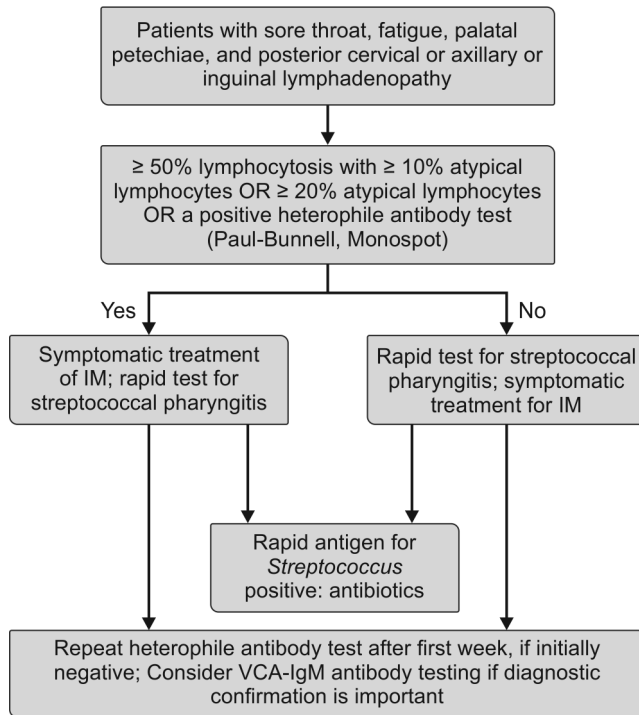 Patients with sore throat, fatigue, palatal
petechiae, and posterior cervical or axillary or
inguinal lymphadenopathy
≥ 50% lymphocytosis with ≥ 10% atypical
lymphocytes OR ≥ 20% atypical lymphocytes
OR a positive heterophile antibody test
(Paul-Bunnell, Monospot)
Yes
No
Symptomatic treatment
of IM; rapid test for
streptococcal pharyngitis
Rapid test for streptococcal
pharyngitis; symptomatic
treatment for IM
Rapid antigen for
Streptococcus
positive: antibiotics
Repeat heterophile antibody test after first week, if initially
negative; Consider VCA-IgM antibody testing if diagnostic
confirmation is important